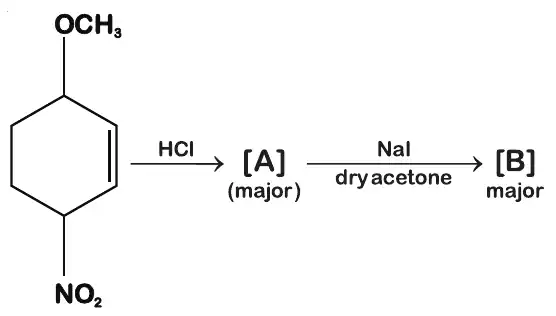 OCH₃
HCl
[A]
(major)
NaI
dry acetone
[B]
major
NO₂